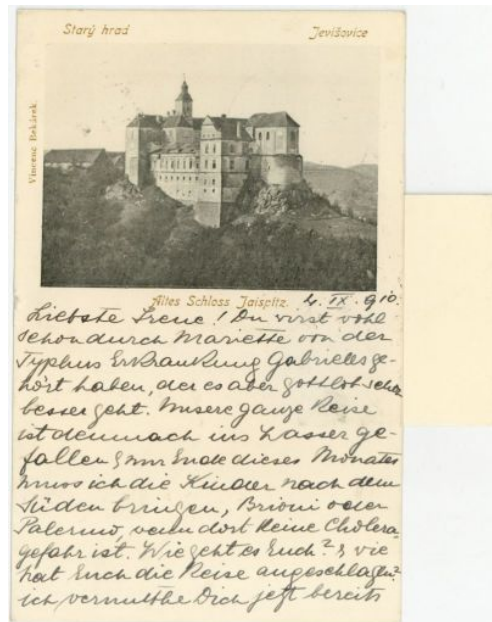 Starý hrad Jevišovice
Vincenc Bekárek.
Altes Schloss Jaispitz. 4. IX. 910.
Liebste Irene! Du wirst wohl
schon durch Mariette von der
Typhus Erkrankung Gabrieles ge-
hört haben, der es aber gottlob schon
besser geht. Unsere ganze Reise
ist demnach ins Wasser ge-
fallen & nur Ende dieses Monates
muss ich die Kinder nach dem
Süden bringen, Brioni oder
Palermo, wenn dort keine Cholera-
gefahr ist. Wie geht es Euch? & wie
hat Euch die Reise angeschlagen?
ich vermuthe Dich jetzt bereits